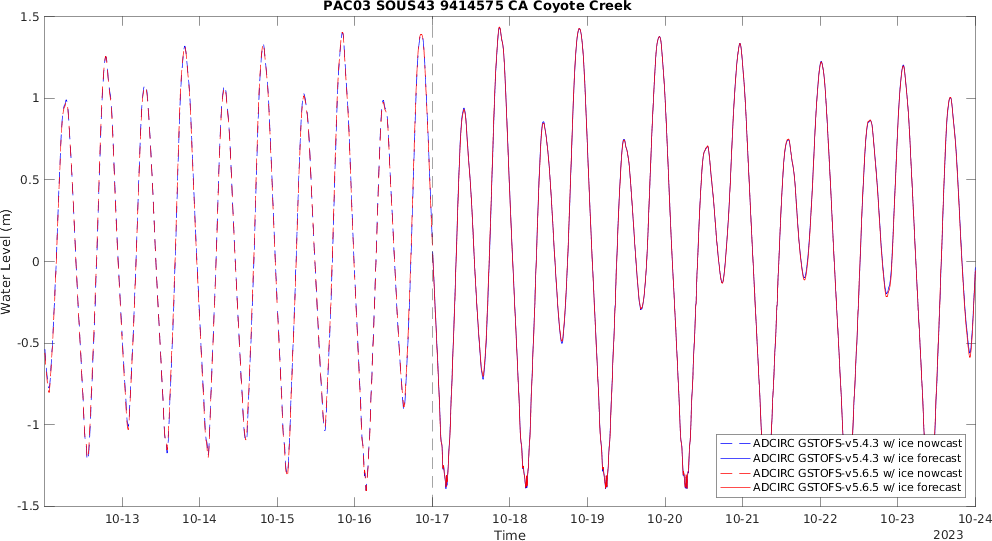 PAC03 SOUS43 9414575 CA Coyote Creek
1.5
1
0.5
0
-0.5
-1
-1.5
Water Level (m)
ADCIRC GSTOFS-v5.4.3 w/ ice nowcast
ADCIRC GSTOFS-v5.4.3 w/ ice forecast
ADCIRC GSTOFS-v5.6.5 w/ ice nowcast
ADCIRC GSTOFS-v5.6.5 w/ ice forecast
10-13 10-14 10-15 10-16 10-17 10-18 10-19 10-20 10-21 10-22 10-23 10-24
Time
2023